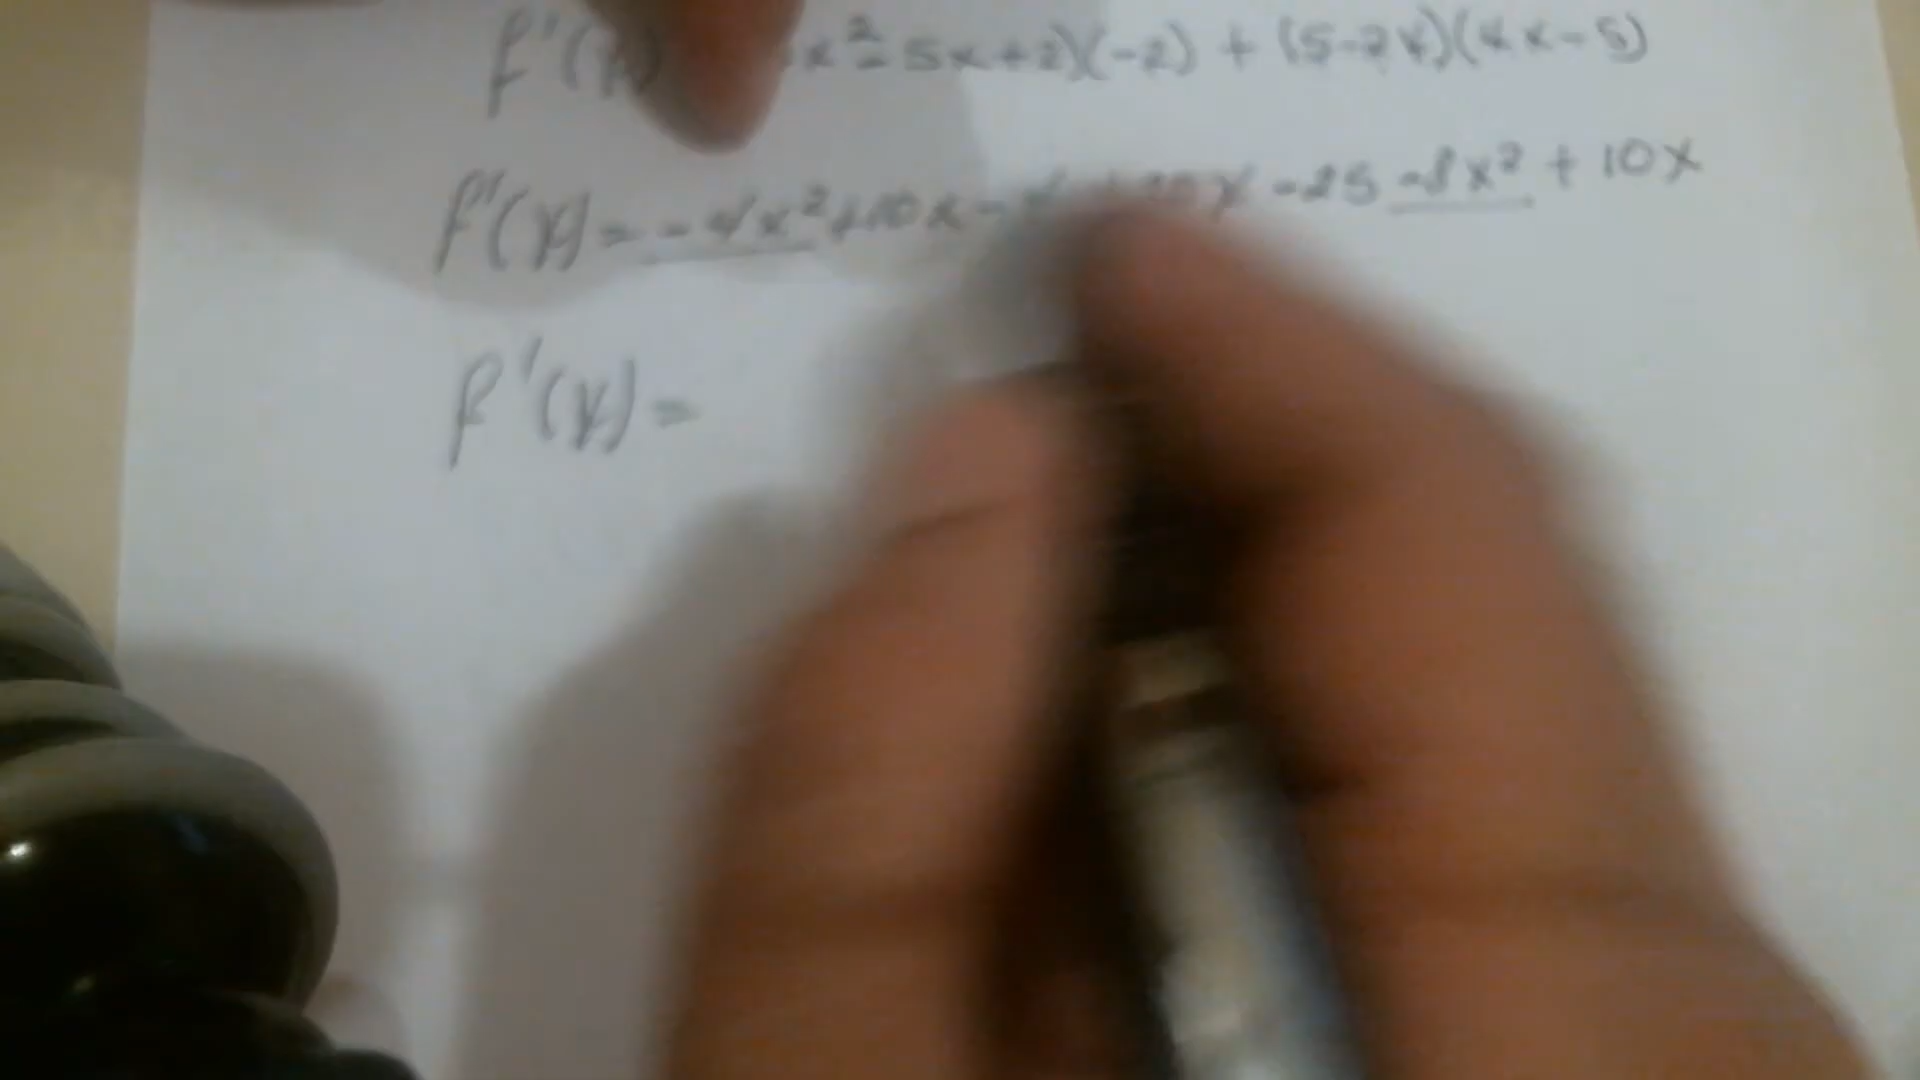 f'(x) x² - 5x + 2)(-2) + (5 - 2x)(4x - 5)
f'(x) = - 4x² + 10x - x - 25 - 8x² + 10x
f'(x) =